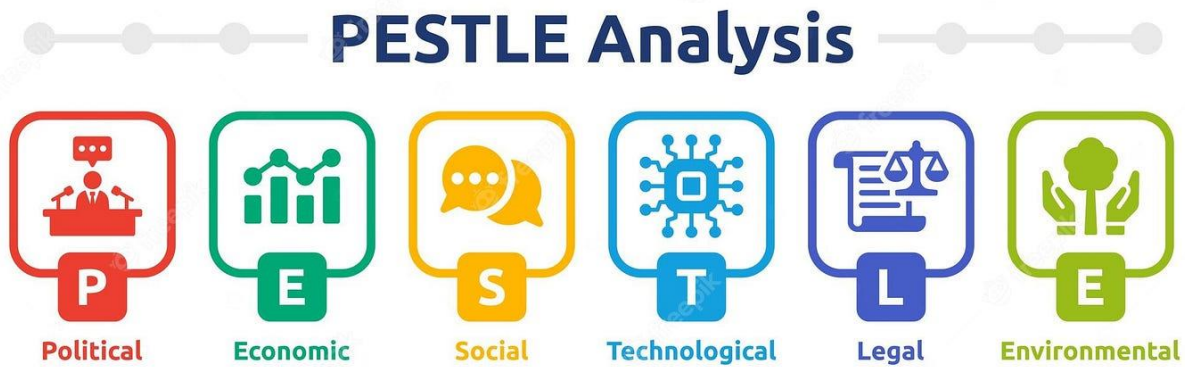 PESTLE Analysis
P
E
S
T
L
E
Political
Economic
Social
Technological
Legal
Environmental